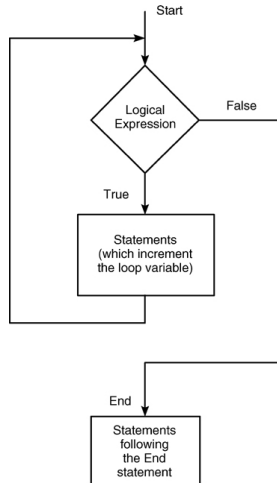 Start
Logical
Expression
False
True
Statements
(which increment
the loop variable)
End
Statements
following
the End
statement